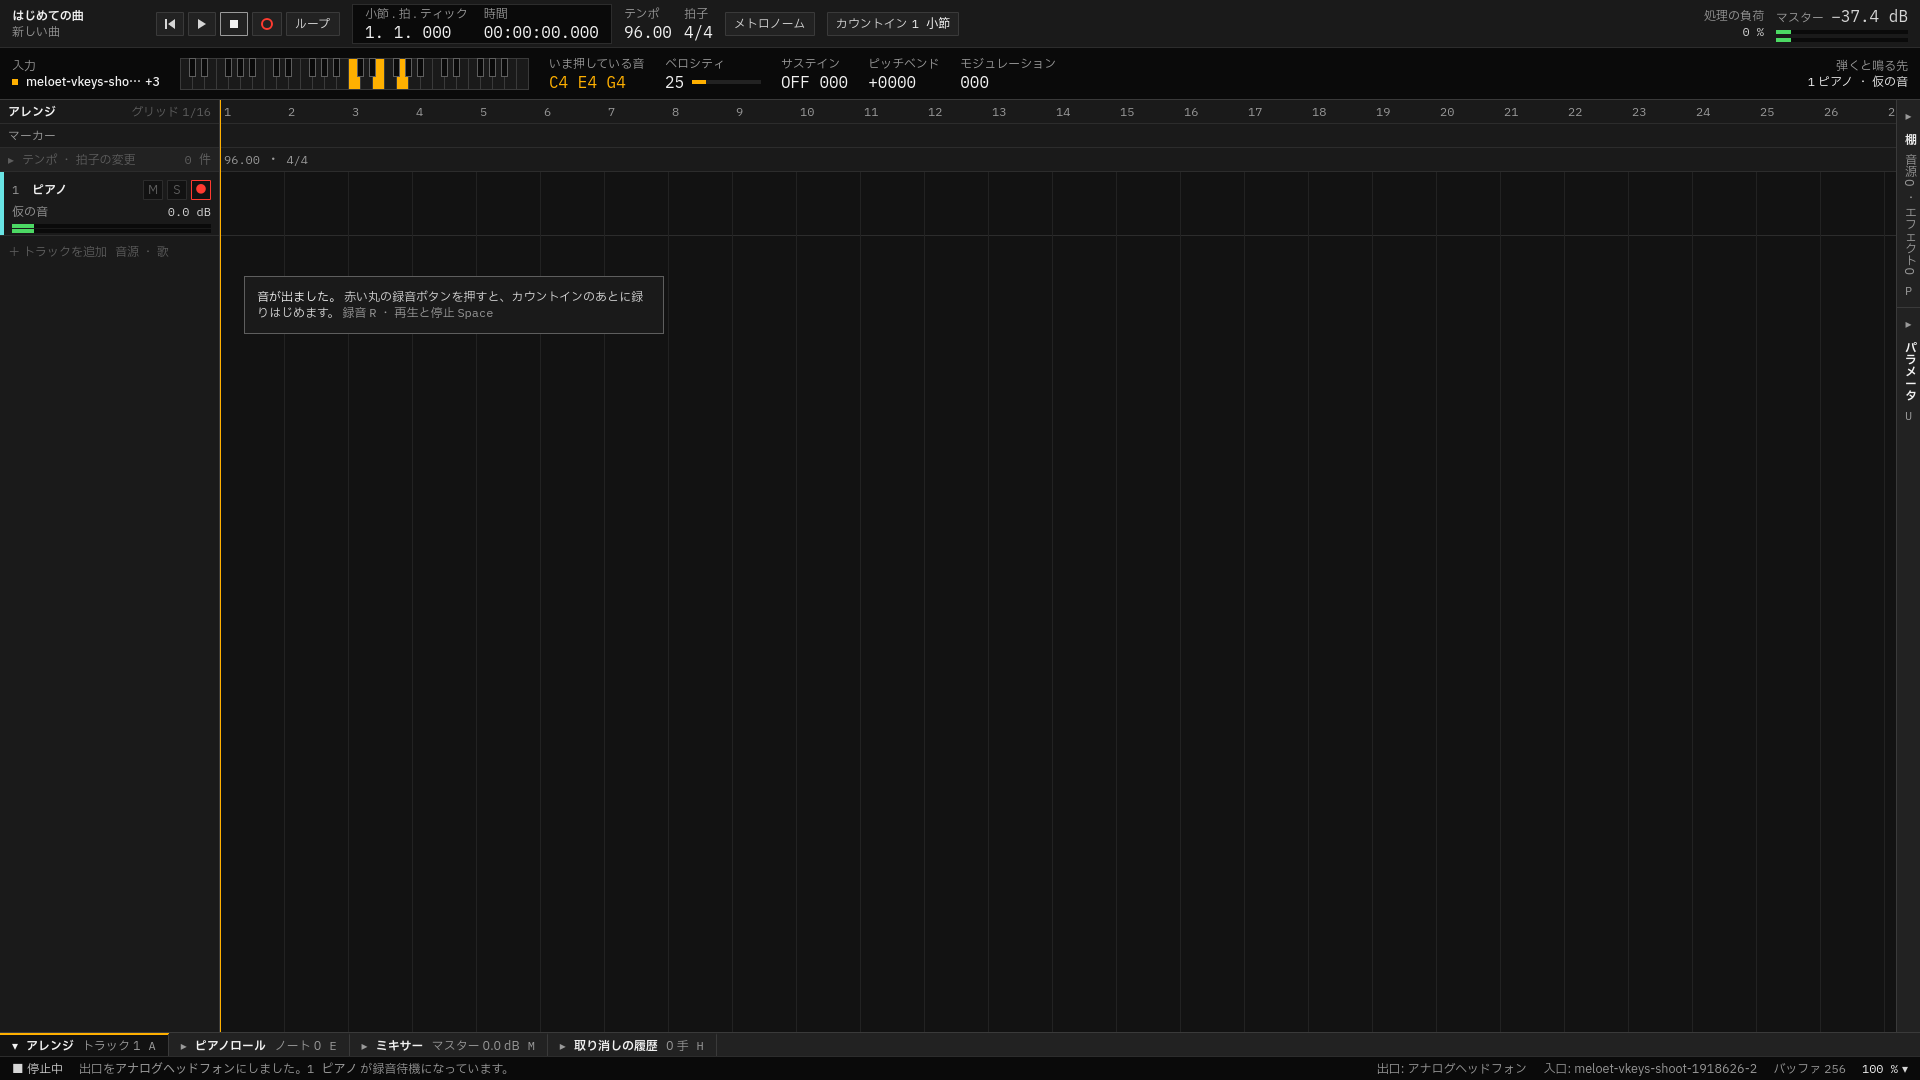 はじめての曲
新しい曲
ループ
小節 . 拍 . ティック 時間
1. 1. 000 00:00:00.000
テンポ 拍子
96.00 4/4
メトロノーム
カウントイン 1 小節
処理の負荷
0 %
マスター −37.4 dB
入力
meloet-vkeys-sho… +3
いま押している音 ベロシティ サステイン ピッチベンド モジュレーション
C4 E4 G4 25 OFF 000 +0000 000
弾くと鳴る先
1 ピアノ ・ 仮の音
アレンジ グリッド 1/16
1 2 3 4 5 6 7 8 9 10 11 12 13 14 15 16 17 18 19 20 21 22 23 24 25 26 2
マーカー
▸ テンポ ・ 拍子の変更 0 件
96.00 ・ 4/4
1 ピアノ M S
仮の音 0.0 dB
＋ トラックを追加 音源 ・ 歌
音が出ました。 赤い丸の録音ボタンを押すと、カウントインのあとに録
りはじめます。 録音 R ・ 再生と停止 Space
▸ 棚 音源 0 ・ エフェクト 0 P
▸ パラメータ U
▾ アレンジ トラック 1 A
▸ ピアノロール ノート 0 E
▸ ミキサー マスター 0.0 dB M
▸ 取り消しの履歴 0 手 H
■ 停止中 出口をアナログヘッドフォンにしました。1 ピアノ が録音待機になっています。
出口: アナログヘッドフォン 入口: meloet-vkeys-shoot-1918626-2 バッファ 256 100 % ▾